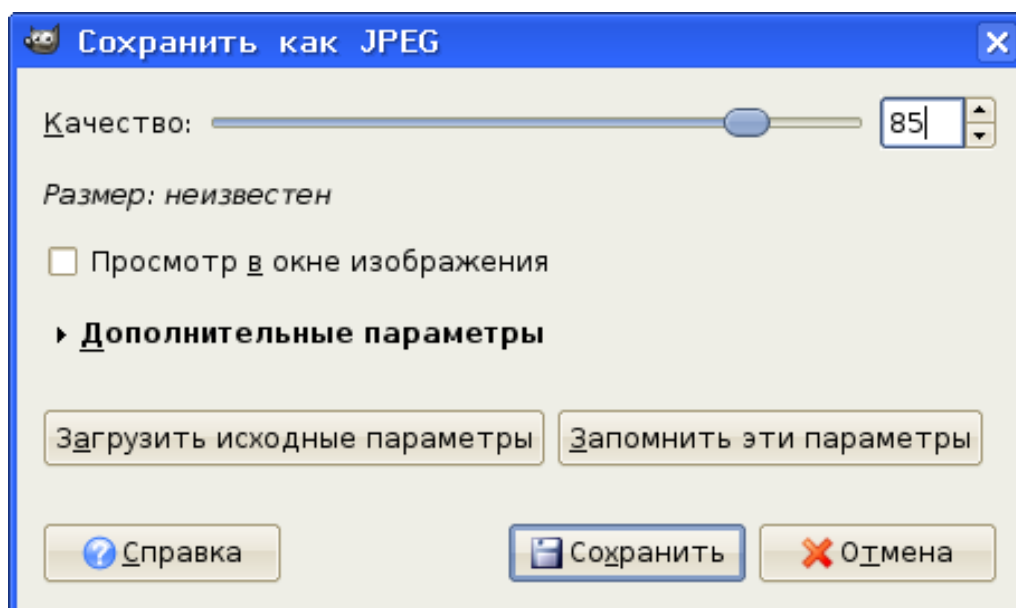 Сохранить как JPEG
Качество: 85
Размер: неизвестен
Просмотр в окне изображения
Дополнительные параметры
Загрузить исходные параметры Запомнить эти параметры
Справка Сохранить Отмена